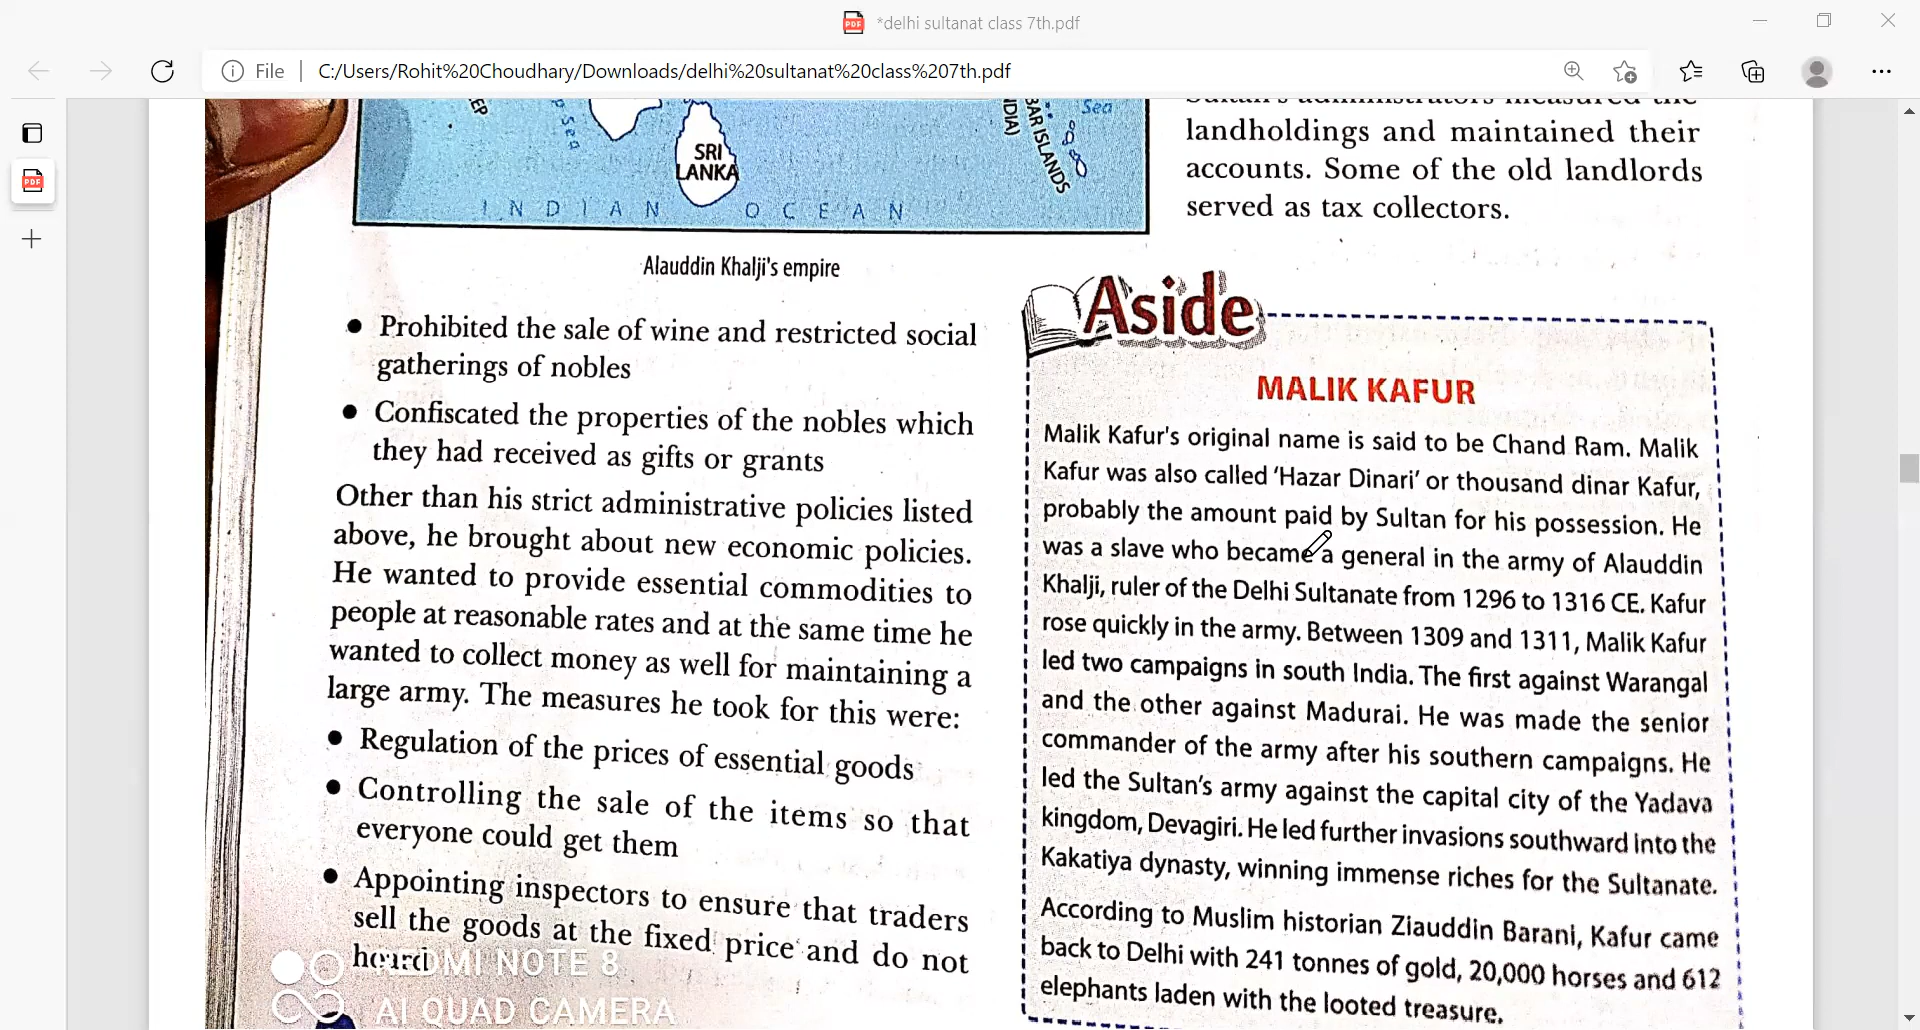 *delhi sultanat class 7th.pdf
File
C:/Users/Rohit%20Choudhary/Downloads/delhi%20sultanat%20class%207th.pdf
PDF
EP
p Sea
SRI
LANKA
INDIAN OCEAN
NDIA)
BAR ISLANDS
Sea
Alauddin Khalji's empire
• Prohibited the sale of wine and restricted social
gatherings of nobles
• Confiscated the properties of the nobles which
they had received as gifts or grants
Other than his strict administrative policies listed
above, he brought about new economic policies.
He wanted to provide essential commodities to
people at reasonable rates and at the same time he
wanted to collect money as well for maintaining a
large army. The measures he took for this were:
• Regulation of the prices of essential goods
• Controlling the sale of the items so that
everyone could get them
• Appointing inspectors to ensure that traders
sell the goods at the fixed price and do not
hoard
REDMI NOTE 8
AI QUAD CAMERA
Sultan's administrators measured the
landholdings and maintained their
accounts. Some of the old landlords
served as tax collectors.
Aside
MALIK KAFUR
Malik Kafur's original name is said to be Chand Ram. Malik
Kafur was also called ‘Hazar Dinari’ or thousand dinar Kafur,
probably the amount paid by Sultan for his possession. He
was a slave who became a general in the army of Alauddin
Khalji, ruler of the Delhi Sultanate from 1296 to 1316 CE. Kafur
rose quickly in the army. Between 1309 and 1311, Malik Kafur
led two campaigns in south India. The first against Warangal
and the other against Madurai. He was made the senior
commander of the army after his southern campaigns. He
led the Sultan's army against the capital city of the Yadava
kingdom, Devagiri. He led further invasions southward into the
Kakatiya dynasty, winning immense riches for the Sultanate.
According to Muslim historian Ziauddin Barani, Kafur came
back to Delhi with 241 tonnes of gold, 20,000 horses and 612
elephants laden with the looted treasure.